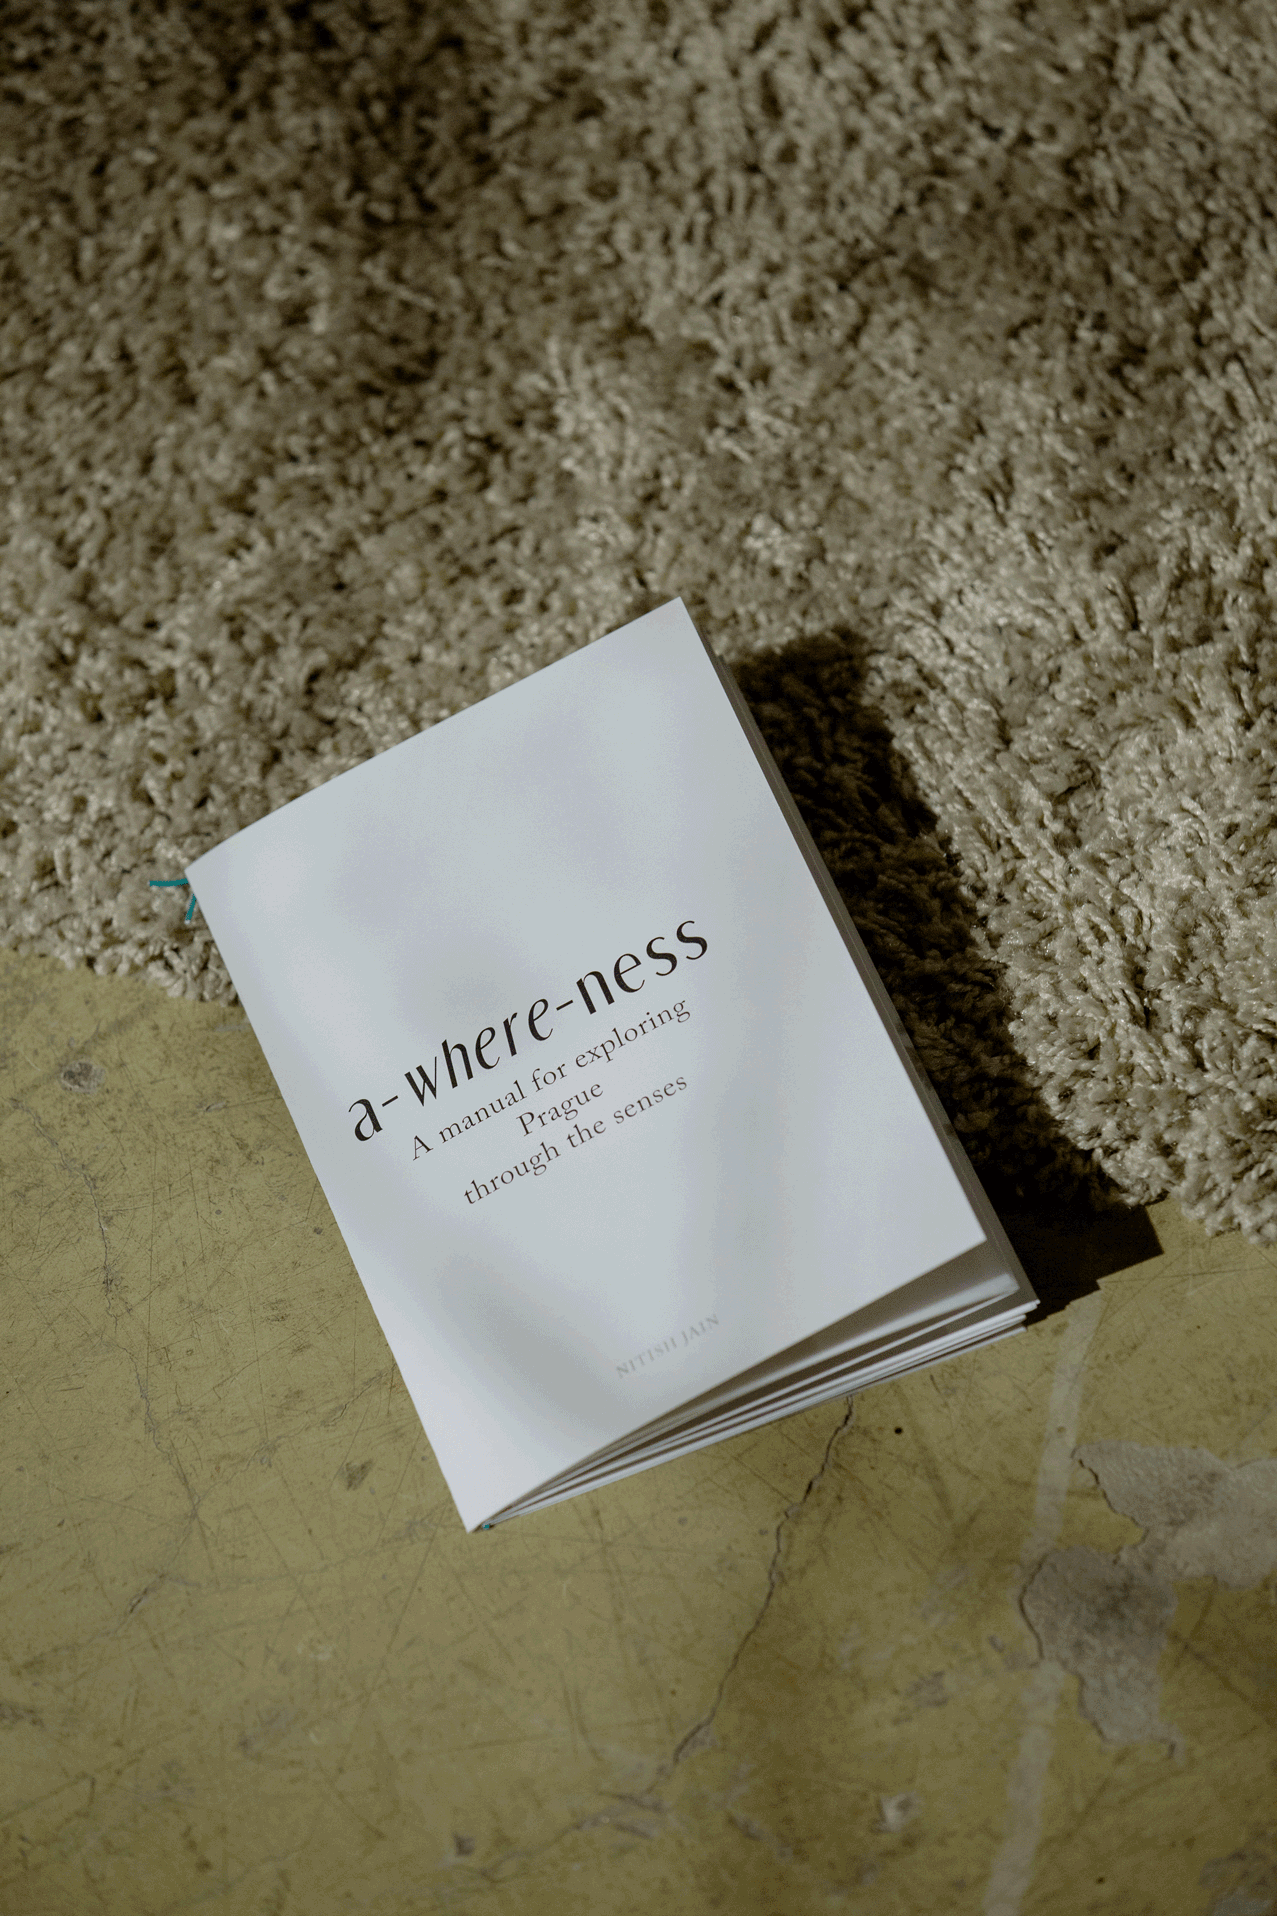 a-where-ness
A manual for exploring
Prague
through the senses
NITISH JAIN